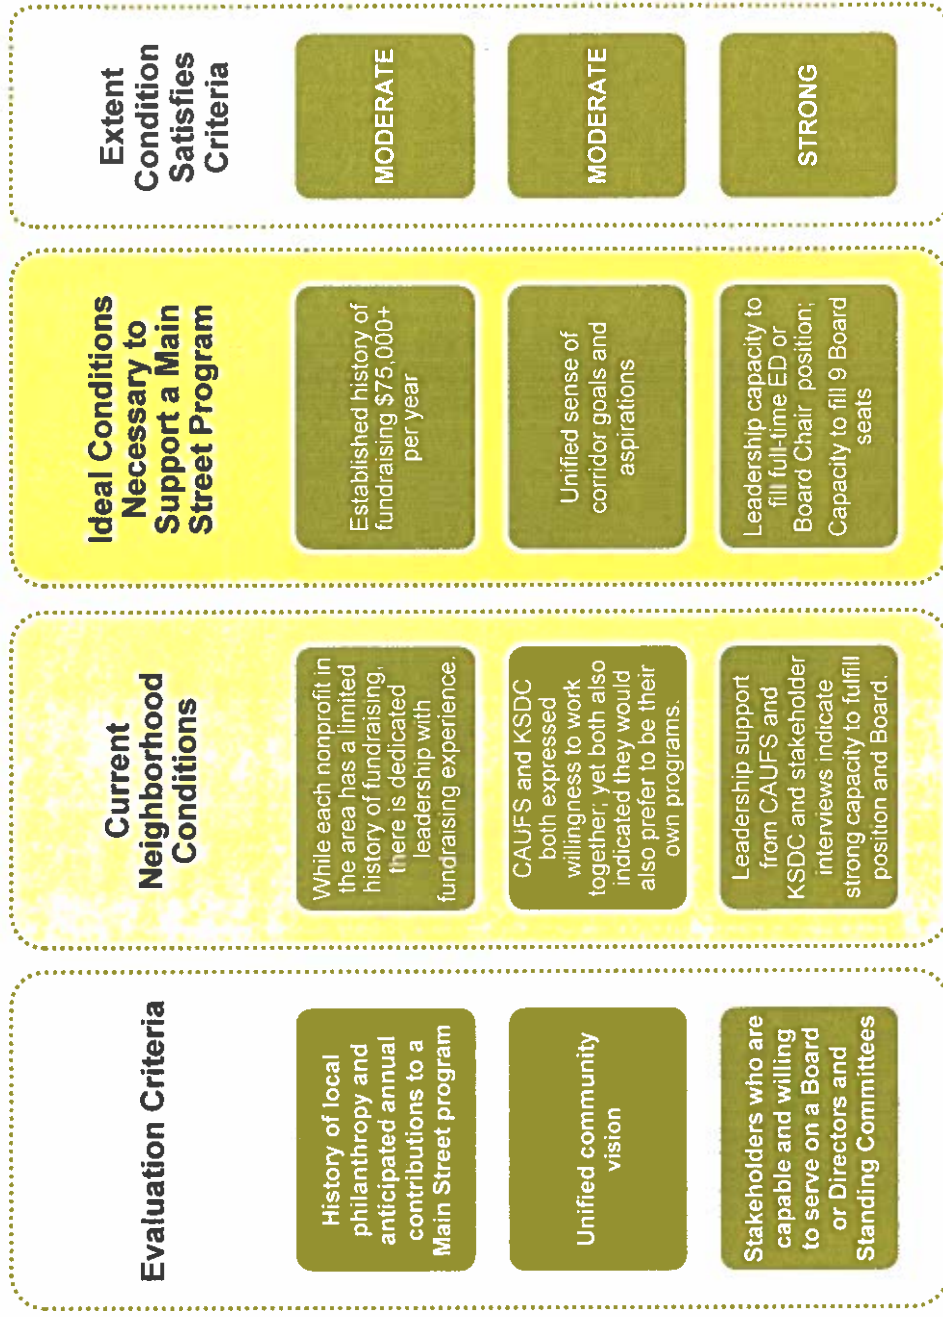 Evaluation Criteria
History of local
philanthropy and
anticipated annual
contributions to a
Main Street program
Unified community
vision
Stakeholders who are
capable and willing
to serve on a Board
or Directors and
Standing Committees
Current
Neighborhood
Conditions
While each nonprofit in
the area has a limited
history of fundraising,
there is dedicated
leadership with
fundraising experience.
CAUFS and KSDC
both expressed
willingness to work
together; yet both also
indicated they would
also prefer to be their
own programs.
Leadership support
from CAUFS and
KSDC and stakeholder
interviews indicate
strong capacity to fulfill
position and Board.
Ideal Conditions
Necessary to
Support a Main
Street Program
Established history of
fundraising $75,000+
per year
Unified sense of
corridor goals and
aspirations
Leadership capacity to
fill full-time ED or
Board Chair position;
Capacity to fill 9 Board
seats
Extent
Condition
Satisfies
Criteria
MODERATE
MODERATE
STRONG